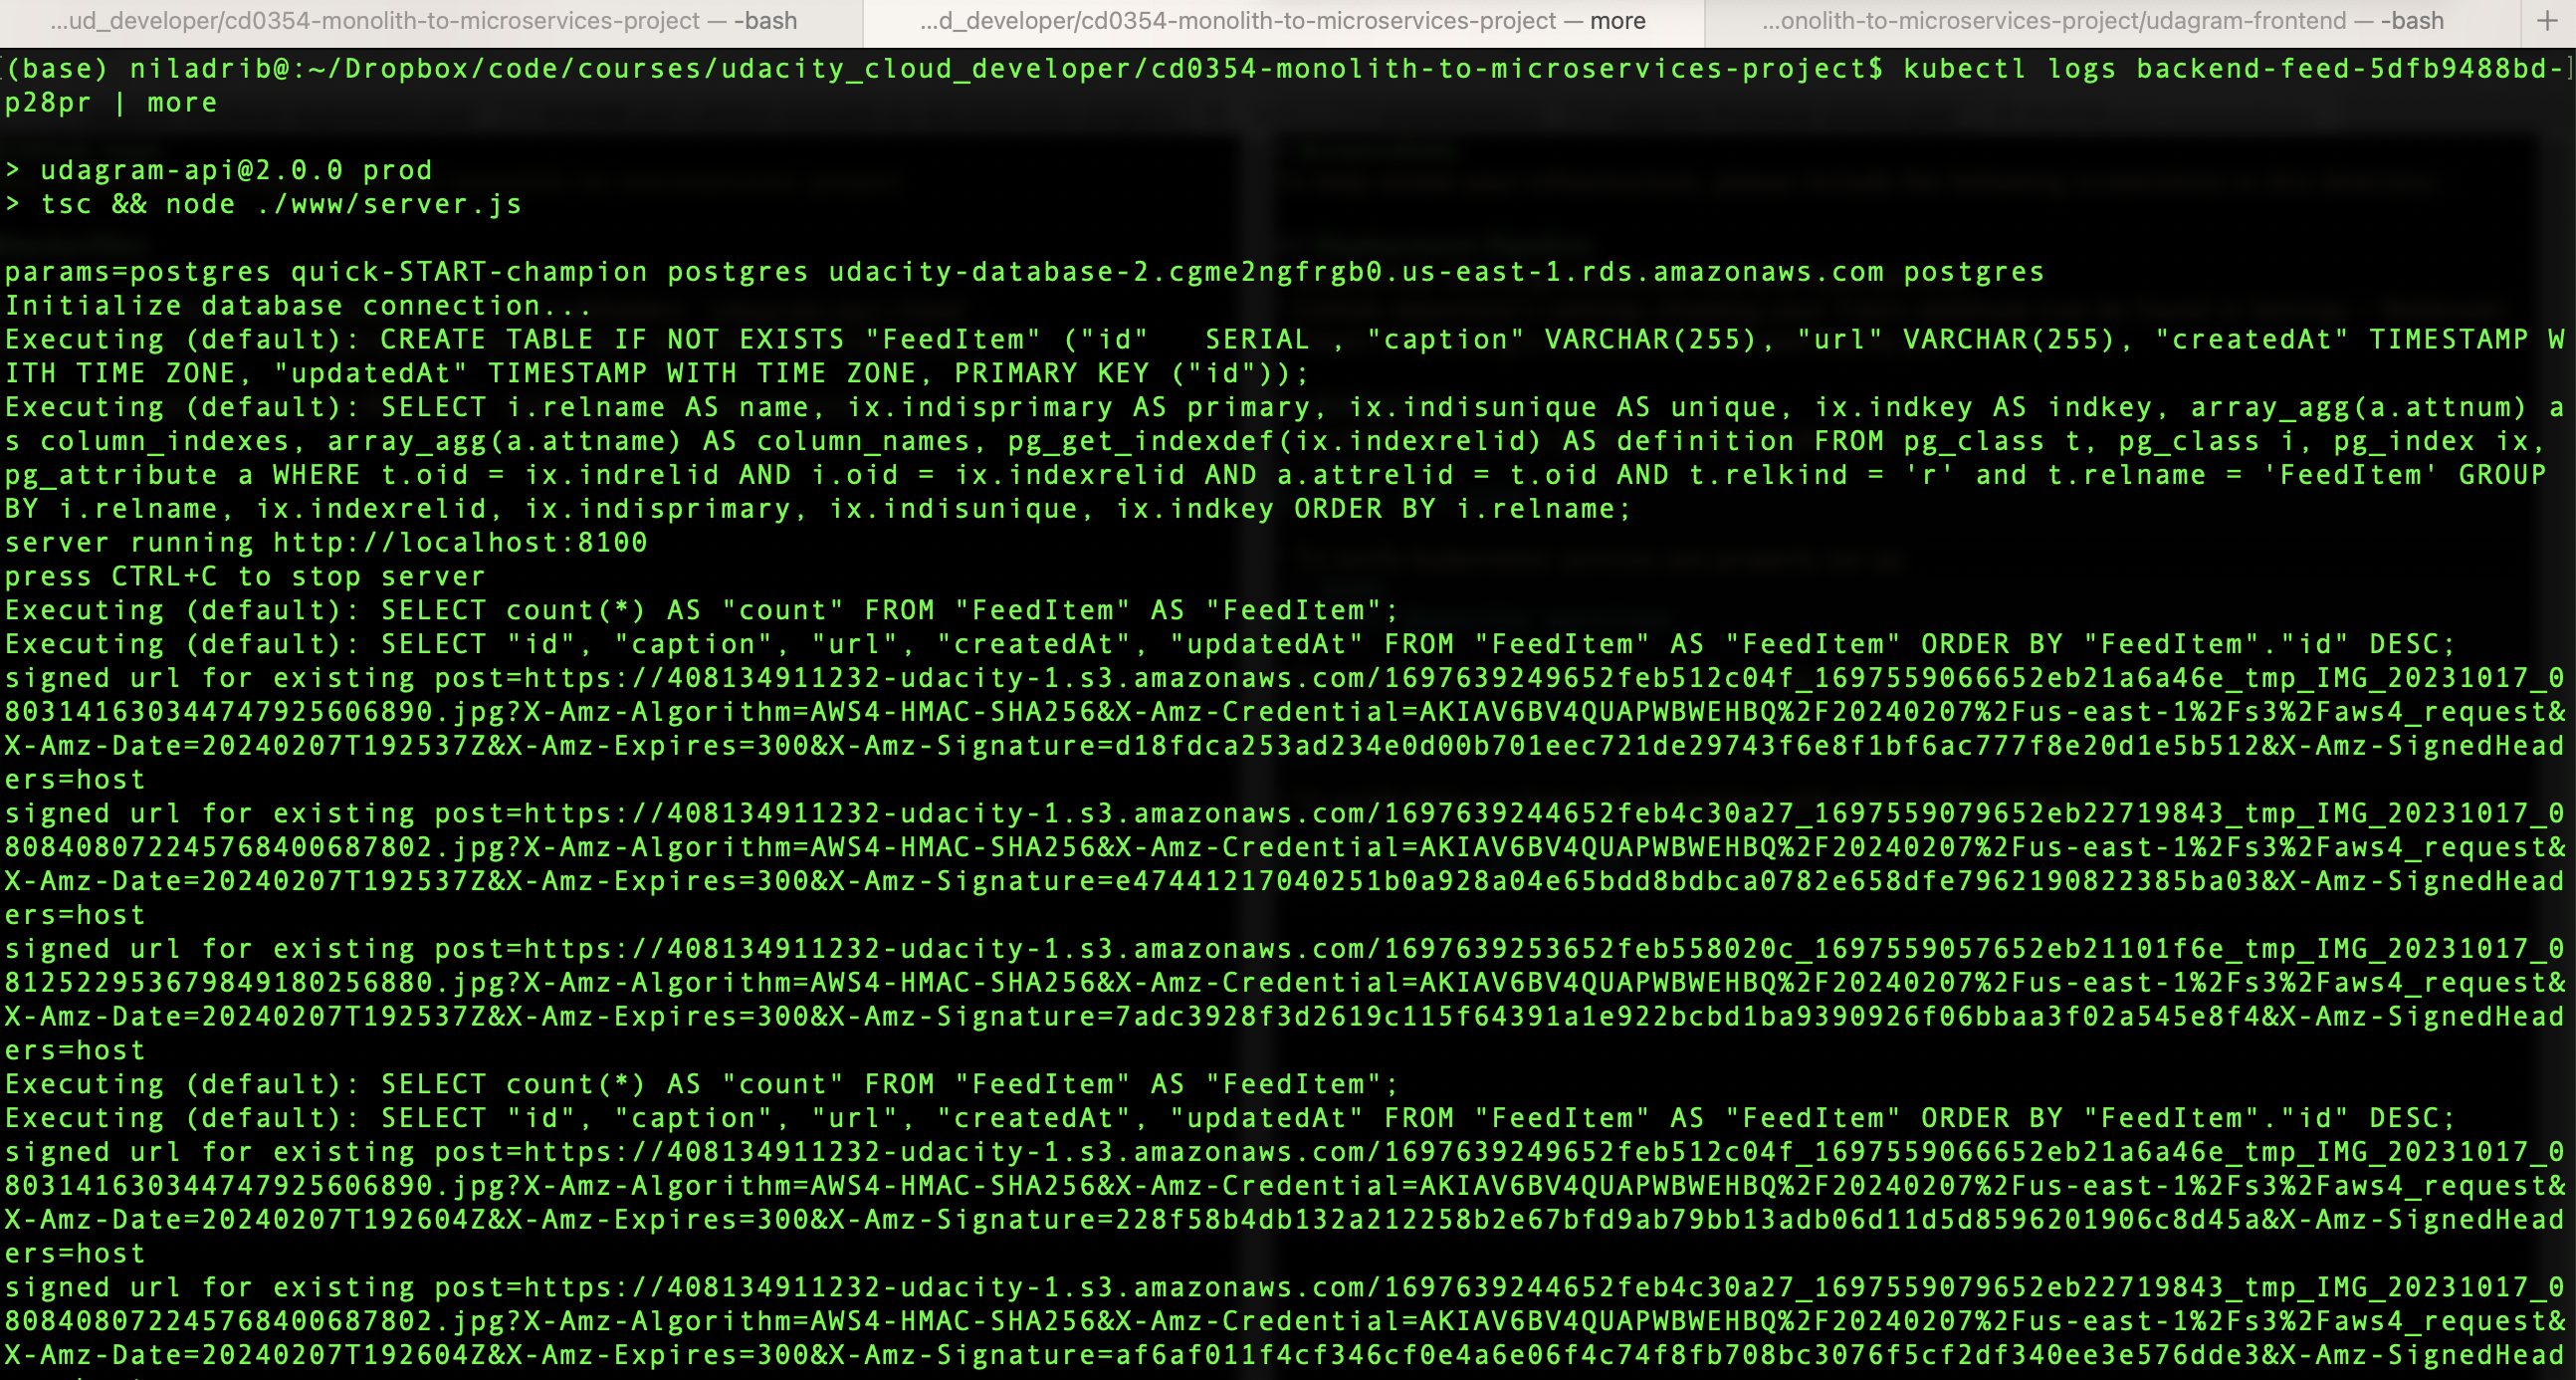 ...ud_developer/cd0354-monolith-to-microservices-project — -bash
...d_developer/cd0354-monolith-to-microservices-project — more
...onolith-to-microservices-project/udagram-frontend — -bash
+
(base) niladrib@:~/Dropbox/code/courses/udacity_cloud_developer/cd0354-monolith-to-microservices-project$ kubectl logs backend-feed-5dfb9488bd-
p28pr | more
> udagram-api@2.0.0 prod
> tsc && node ./www/server.js
params=postgres quick-START-champion postgres udacity-database-2.cgme2ngfrgb0.us-east-1.rds.amazonaws.com postgres
Initialize database connection...
Executing (default): CREATE TABLE IF NOT EXISTS "FeedItem" ("id"   SERIAL , "caption" VARCHAR(255), "url" VARCHAR(255), "createdAt" TIMESTAMP W
ITH TIME ZONE, "updatedAt" TIMESTAMP WITH TIME ZONE, PRIMARY KEY ("id"));
Executing (default): SELECT i.relname AS name, ix.indisprimary AS primary, ix.indisunique AS unique, ix.indkey AS indkey, array_agg(a.attnum) a
s column_indexes, array_agg(a.attname) AS column_names, pg_get_indexdef(ix.indexrelid) AS definition FROM pg_class t, pg_class i, pg_index ix,
pg_attribute a WHERE t.oid = ix.indrelid AND i.oid = ix.indexrelid AND a.attrelid = t.oid AND t.relkind = 'r' and t.relname = 'FeedItem' GROUP
BY i.relname, ix.indexrelid, ix.indisprimary, ix.indisunique, ix.indkey ORDER BY i.relname;
server running http://localhost:8100
press CTRL+C to stop server
Executing (default): SELECT count(*) AS "count" FROM "FeedItem" AS "FeedItem";
Executing (default): SELECT "id", "caption", "url", "createdAt", "updatedAt" FROM "FeedItem" AS "FeedItem" ORDER BY "FeedItem"."id" DESC;
signed url for existing post=https://408134911232-udacity-1.s3.amazonaws.com/1697639249652feb512c04f_1697559066652eb21a6a46e_tmp_IMG_20231017_0
803141630344747925606890.jpg?X-Amz-Algorithm=AWS4-HMAC-SHA256&X-Amz-Credential=AKIAV6BV4QUAPWBWEHBQ%2F20240207%2Fus-east-1%2Fs3%2Faws4_request&
X-Amz-Date=20240207T192537Z&X-Amz-Expires=300&X-Amz-Signature=d18fdca253ad234e0d00b701eec721de29743f6e8f1bf6ac777f8e20d1e5b512&X-Amz-SignedHead
ers=host
signed url for existing post=https://408134911232-udacity-1.s3.amazonaws.com/1697639244652feb4c30a27_1697559079652eb22719843_tmp_IMG_20231017_0
808408072245768400687802.jpg?X-Amz-Algorithm=AWS4-HMAC-SHA256&X-Amz-Credential=AKIAV6BV4QUAPWBWEHBQ%2F20240207%2Fus-east-1%2Fs3%2Faws4_request&
X-Amz-Date=20240207T192537Z&X-Amz-Expires=300&X-Amz-Signature=e47441217040251b0a928a04e65bdd8bdbca0782e658dfe7962190822385ba03&X-Amz-SignedHead
ers=host
signed url for existing post=https://408134911232-udacity-1.s3.amazonaws.com/1697639253652feb558020c_1697559057652eb21101f6e_tmp_IMG_20231017_0
812522953679849180256880.jpg?X-Amz-Algorithm=AWS4-HMAC-SHA256&X-Amz-Credential=AKIAV6BV4QUAPWBWEHBQ%2F20240207%2Fus-east-1%2Fs3%2Faws4_request&
X-Amz-Date=20240207T192537Z&X-Amz-Expires=300&X-Amz-Signature=7adc3928f3d2619c115f64391a1e922bcbd1ba9390926f06bbaa3f02a545e8f4&X-Amz-SignedHead
ers=host
Executing (default): SELECT count(*) AS "count" FROM "FeedItem" AS "FeedItem";
Executing (default): SELECT "id", "caption", "url", "createdAt", "updatedAt" FROM "FeedItem" AS "FeedItem" ORDER BY "FeedItem"."id" DESC;
signed url for existing post=https://408134911232-udacity-1.s3.amazonaws.com/1697639249652feb512c04f_1697559066652eb21a6a46e_tmp_IMG_20231017_0
803141630344747925606890.jpg?X-Amz-Algorithm=AWS4-HMAC-SHA256&X-Amz-Credential=AKIAV6BV4QUAPWBWEHBQ%2F20240207%2Fus-east-1%2Fs3%2Faws4_request&
X-Amz-Date=20240207T192604Z&X-Amz-Expires=300&X-Amz-Signature=228f58b4db132a212258b2e67bfd9ab79bb13adb06d11d5d8596201906c8d45a&X-Amz-SignedHead
ers=host
signed url for existing post=https://408134911232-udacity-1.s3.amazonaws.com/1697639244652feb4c30a27_1697559079652eb22719843_tmp_IMG_20231017_0
808408072245768400687802.jpg?X-Amz-Algorithm=AWS4-HMAC-SHA256&X-Amz-Credential=AKIAV6BV4QUAPWBWEHBQ%2F20240207%2Fus-east-1%2Fs3%2Faws4_request&
X-Amz-Date=20240207T192604Z&X-Amz-Expires=300&X-Amz-Signature=af6af011f4cf346cf0e4a6e06f4c74f8fb708bc3076f5cf2df340ee3e576dde3&X-Amz-SignedHead